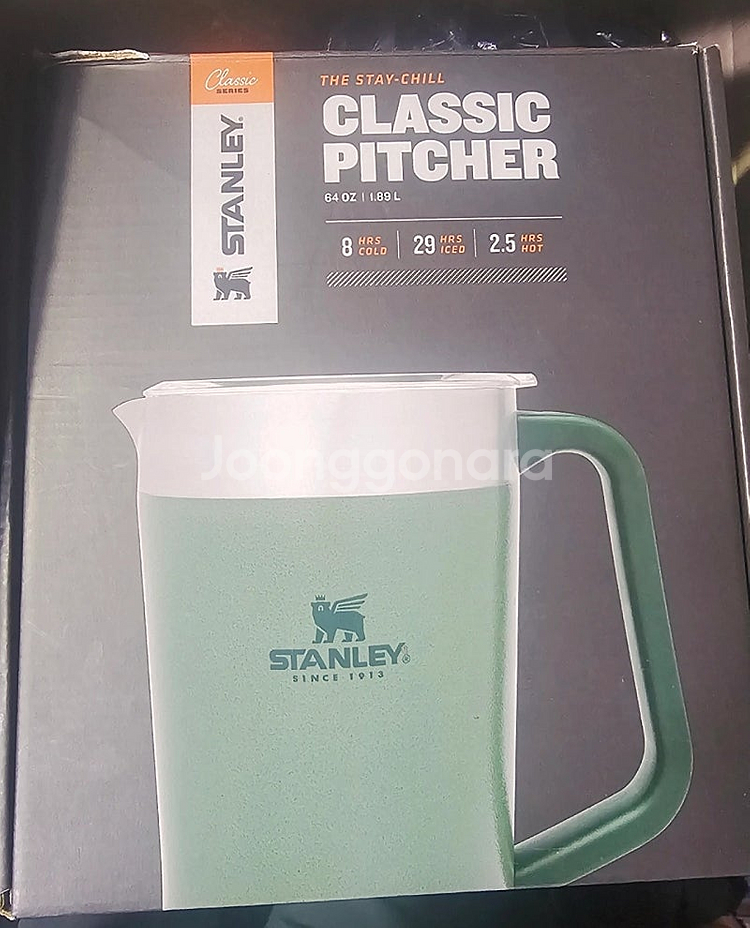 Classic
SERIES
STANLEY®
THE STAY-CHILL
CLASSIC
PITCHER
64 OZ | 1.89 L
8 HRS COLD | 29 HRS ICED | 2.5 HRS HOT
Joonggonara
STANLEY®
SINCE 1913